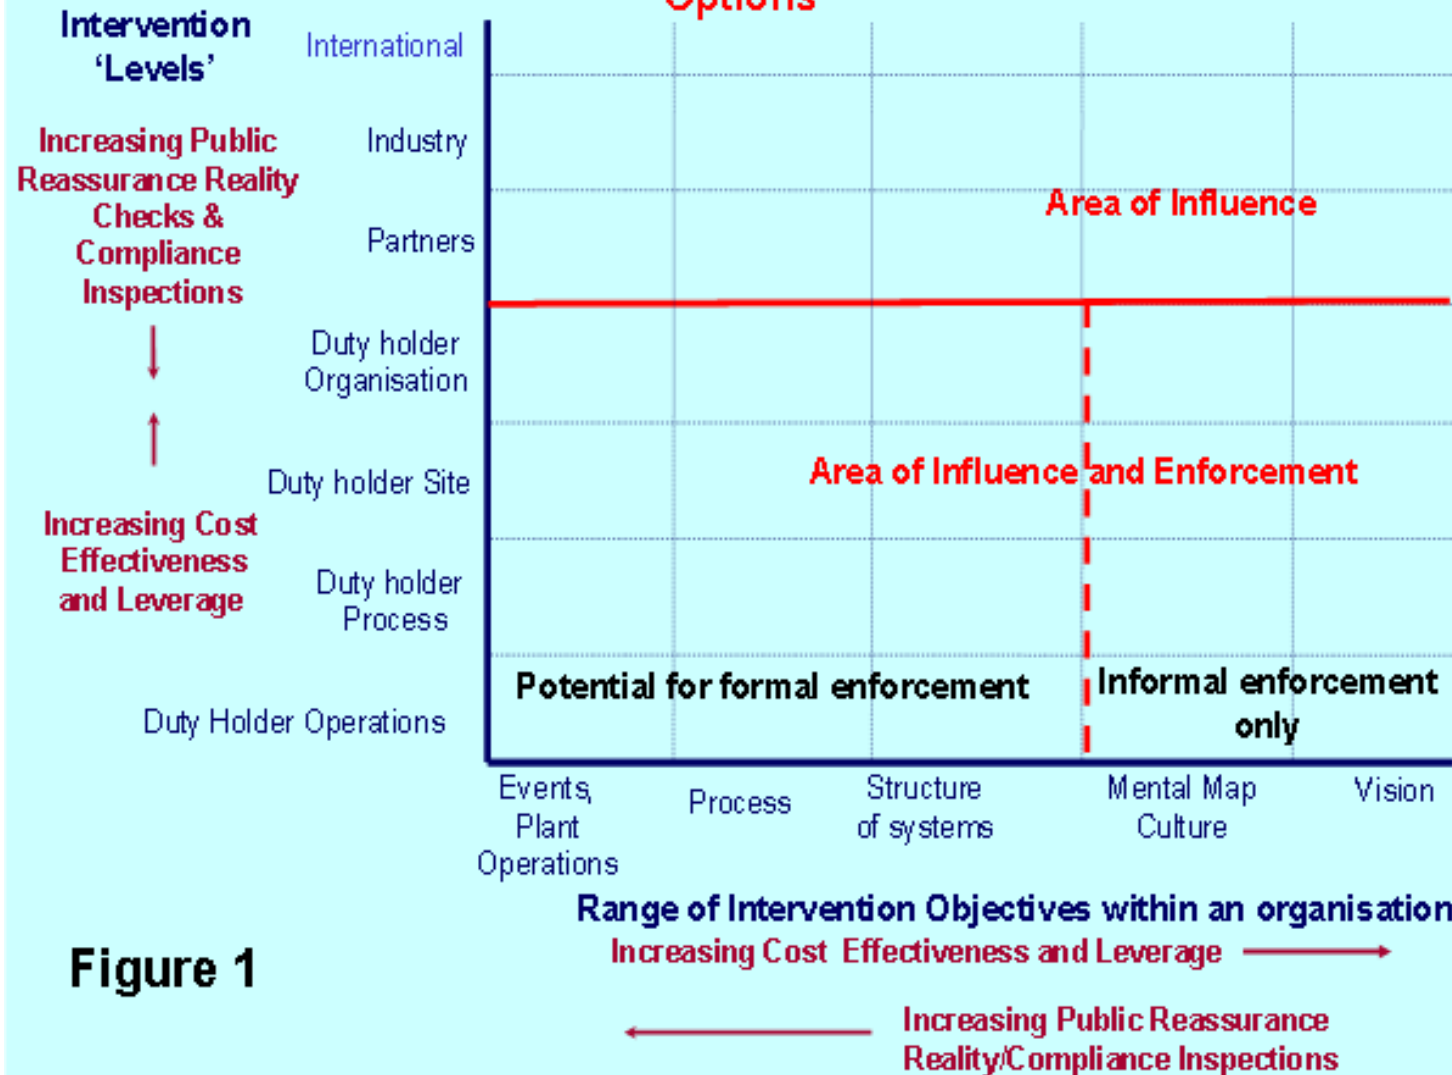 Options
Intervention
‘Levels’
International
Increasing Public
Reassurance Reality
Checks &
Compliance
Inspections
Industry
Partners
Area of Influence
Duty holder
Organisation
Duty holder Site
Area of Influence and Enforcement
Increasing Cost
Effectiveness
and Leverage
Duty holder
Process
Potential for formal enforcement
Informal enforcement
only
Duty Holder Operations
Events,
Plant
Operations
Process
Structure
of systems
Mental Map
Culture
Vision
Range of Intervention Objectives within an organisation
Increasing Cost Effectiveness and Leverage
Figure 1
Increasing Public Reassurance
Reality/Compliance Inspections